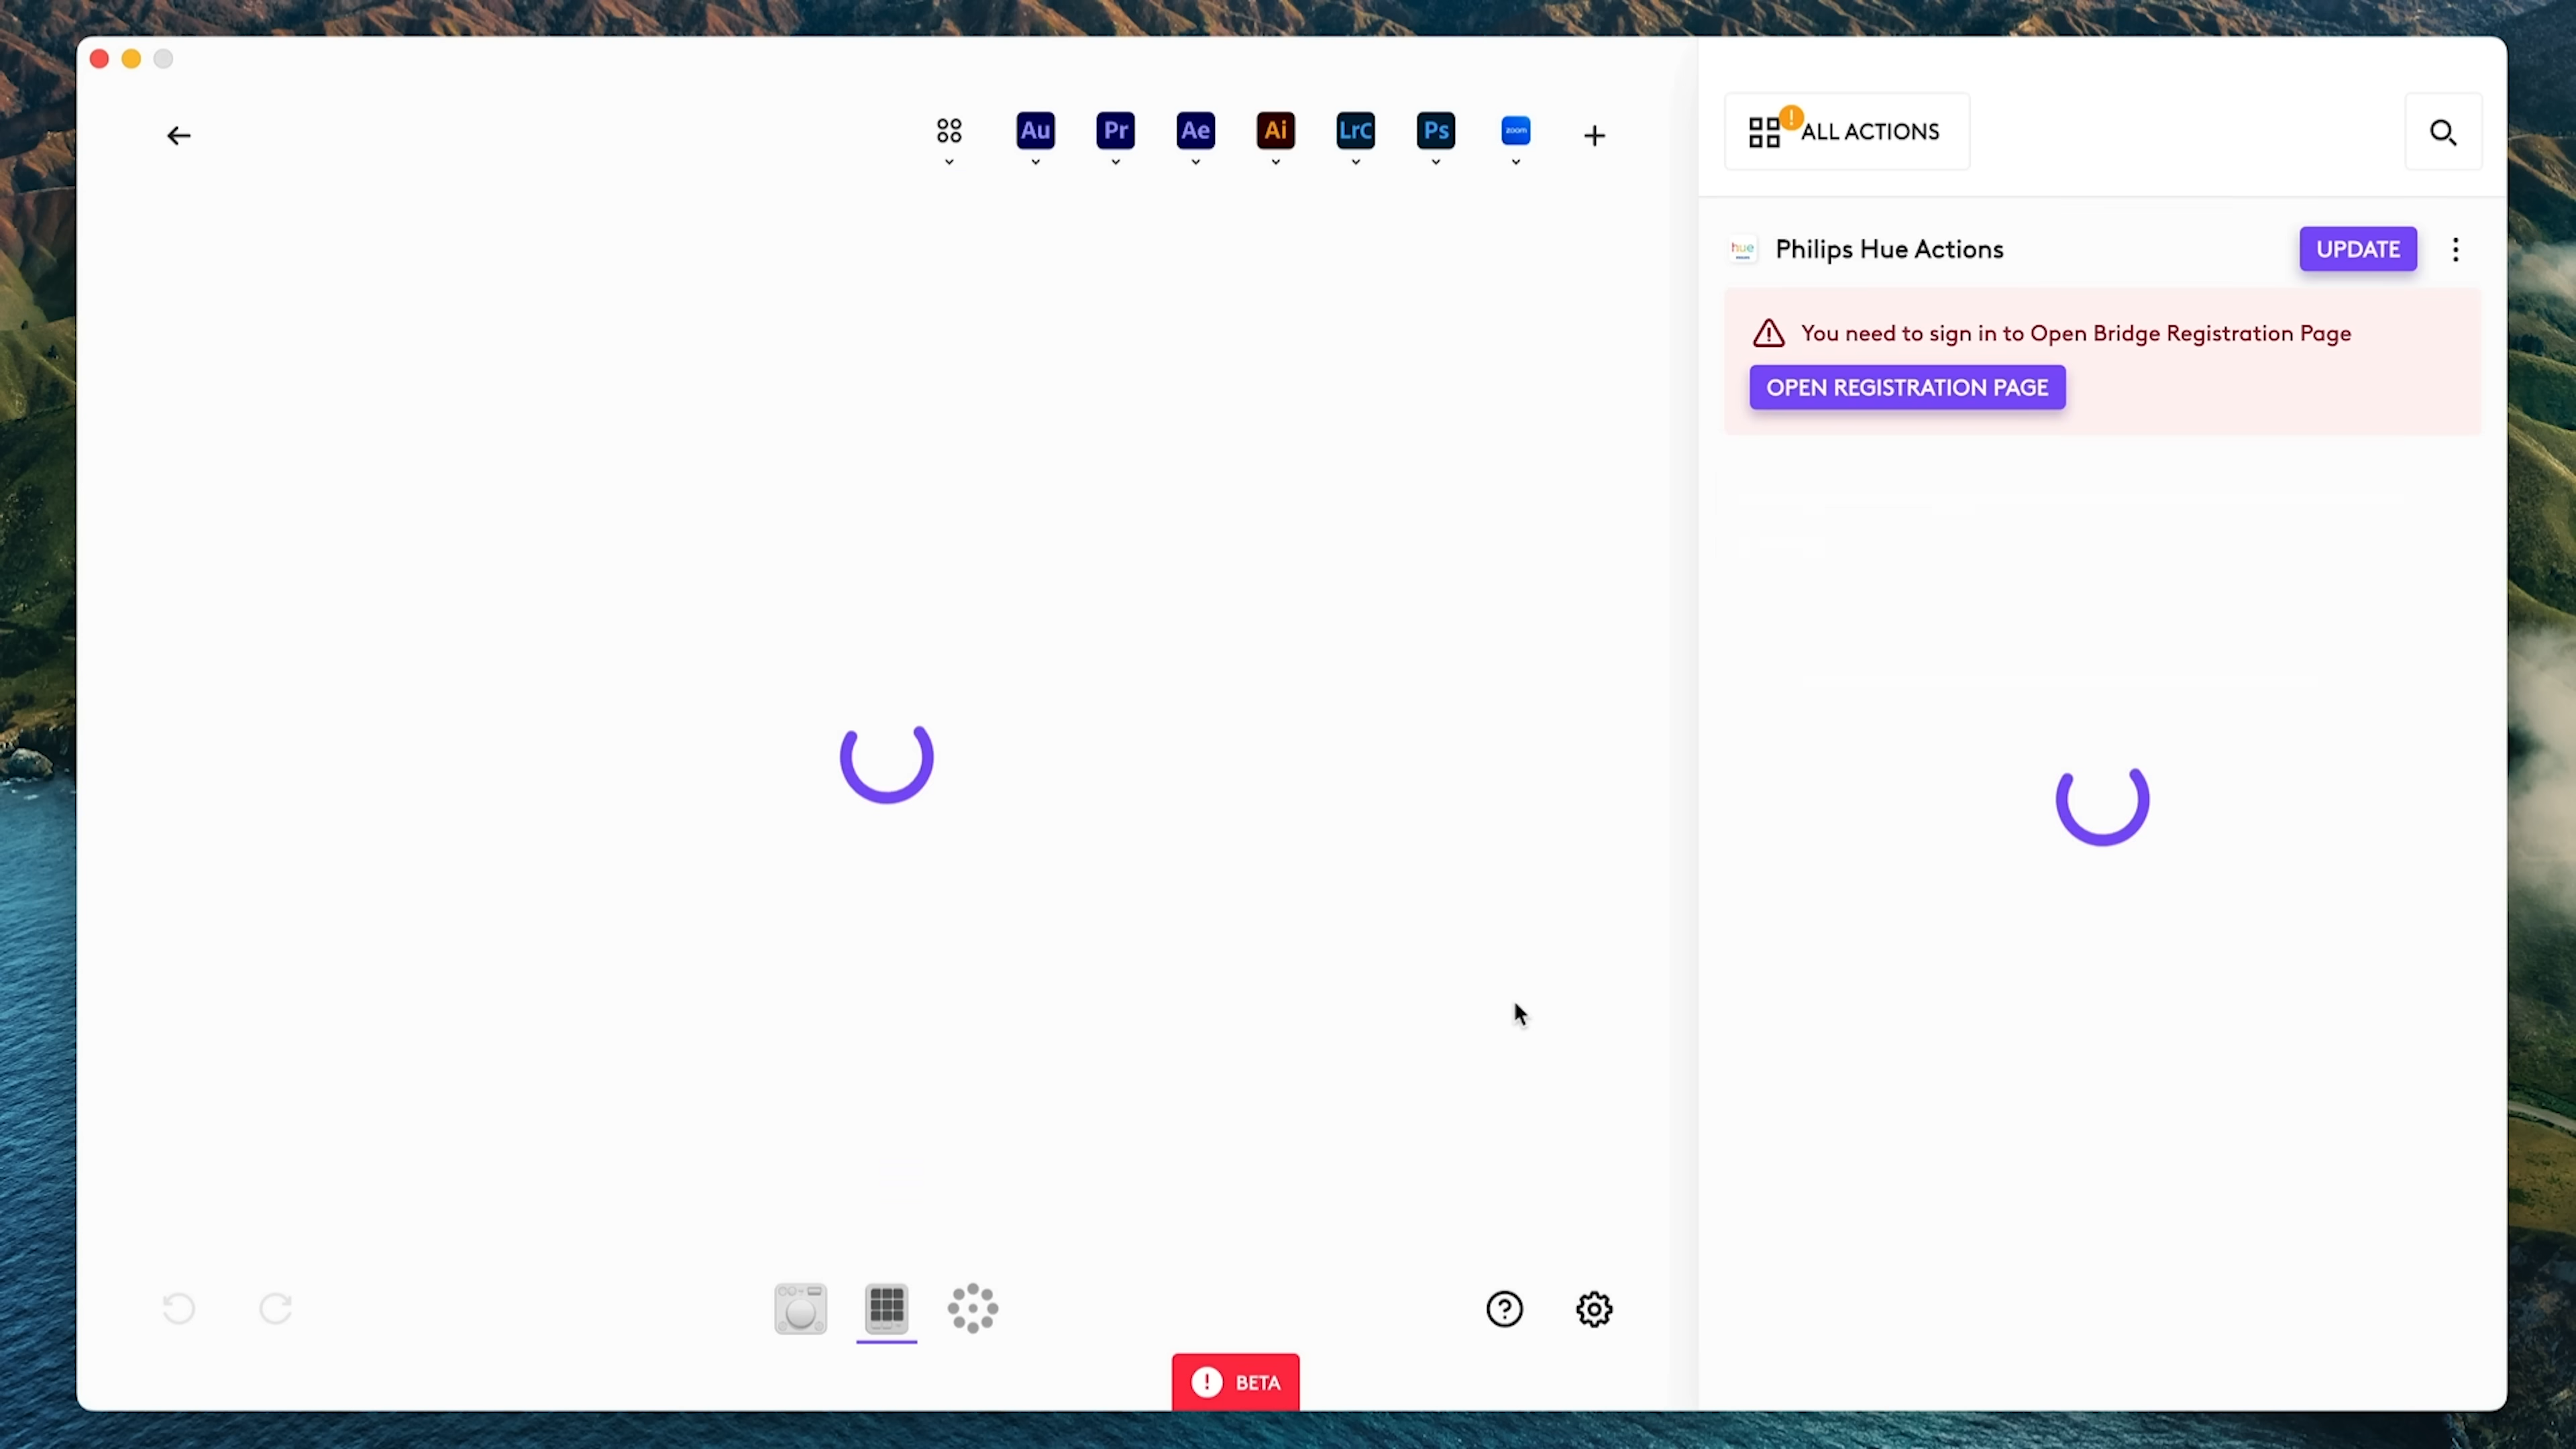 Au Pr Ae Ai LrC Ps zoom
! ALL ACTIONS
hue Philips Hue Actions UPDATE
You need to sign in to Open Bridge Registration Page
OPEN REGISTRATION PAGE
! BETA